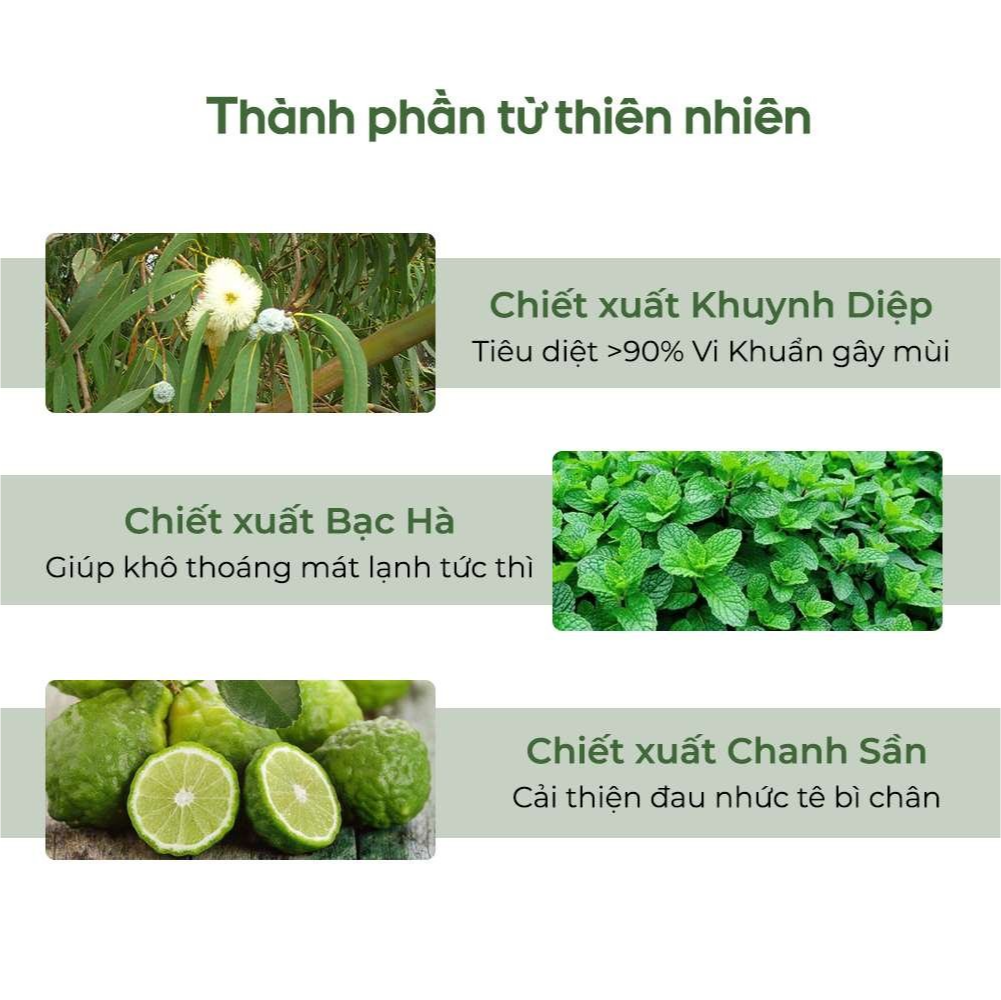 Thành phần từ thiên nhiên
Chiết xuất Khuynh Diệp
Tiêu diệt >90% Vi Khuẩn gây mùi
Chiết xuất Bạc Hà
Giúp khô thoáng mát lạnh tức thì
Chiết xuất Chanh Sần
Cải thiện đau nhức tê bì chân